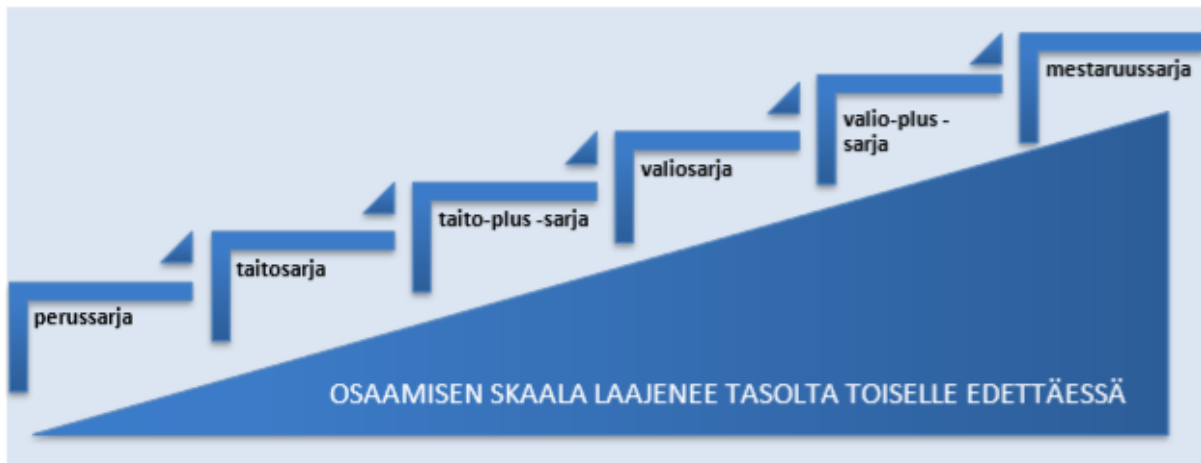 perussarja
taitosarja
taito-plus -sarja
valiosarja
valio-plus -
sarja
mestaruussarja
OSAAMISEN SKAALA LAAJENEE TASOLTA TOISELLE EDETTÄESSÄ